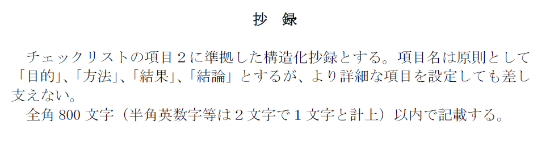 抄　録
チェックリストの項目２に準拠した構造化抄録とする。項目名は原則として
「目的」、「方法」、「結果」、「結論」とするが、より詳細な項目を設定しても差し
支えない。
全角 800 文字（半角英数字等は２文字で１文字と計上）以内で記載する。